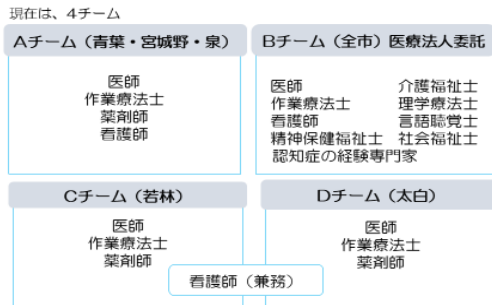 現在は、4チーム
Aチーム（青葉・宮城野・泉）
医師
作業療法士
薬剤師
看護師
Bチーム（全市）医療法人委託
医師 介護福祉士
作業療法士 理学療法士
看護師 言語聴覚士
精神保健福祉士 社会福祉士
認知症の経験専門家
Cチーム（若林）
医師
作業療法士
薬剤師
Dチーム（太白）
医師
作業療法士
薬剤師
看護師（兼務）